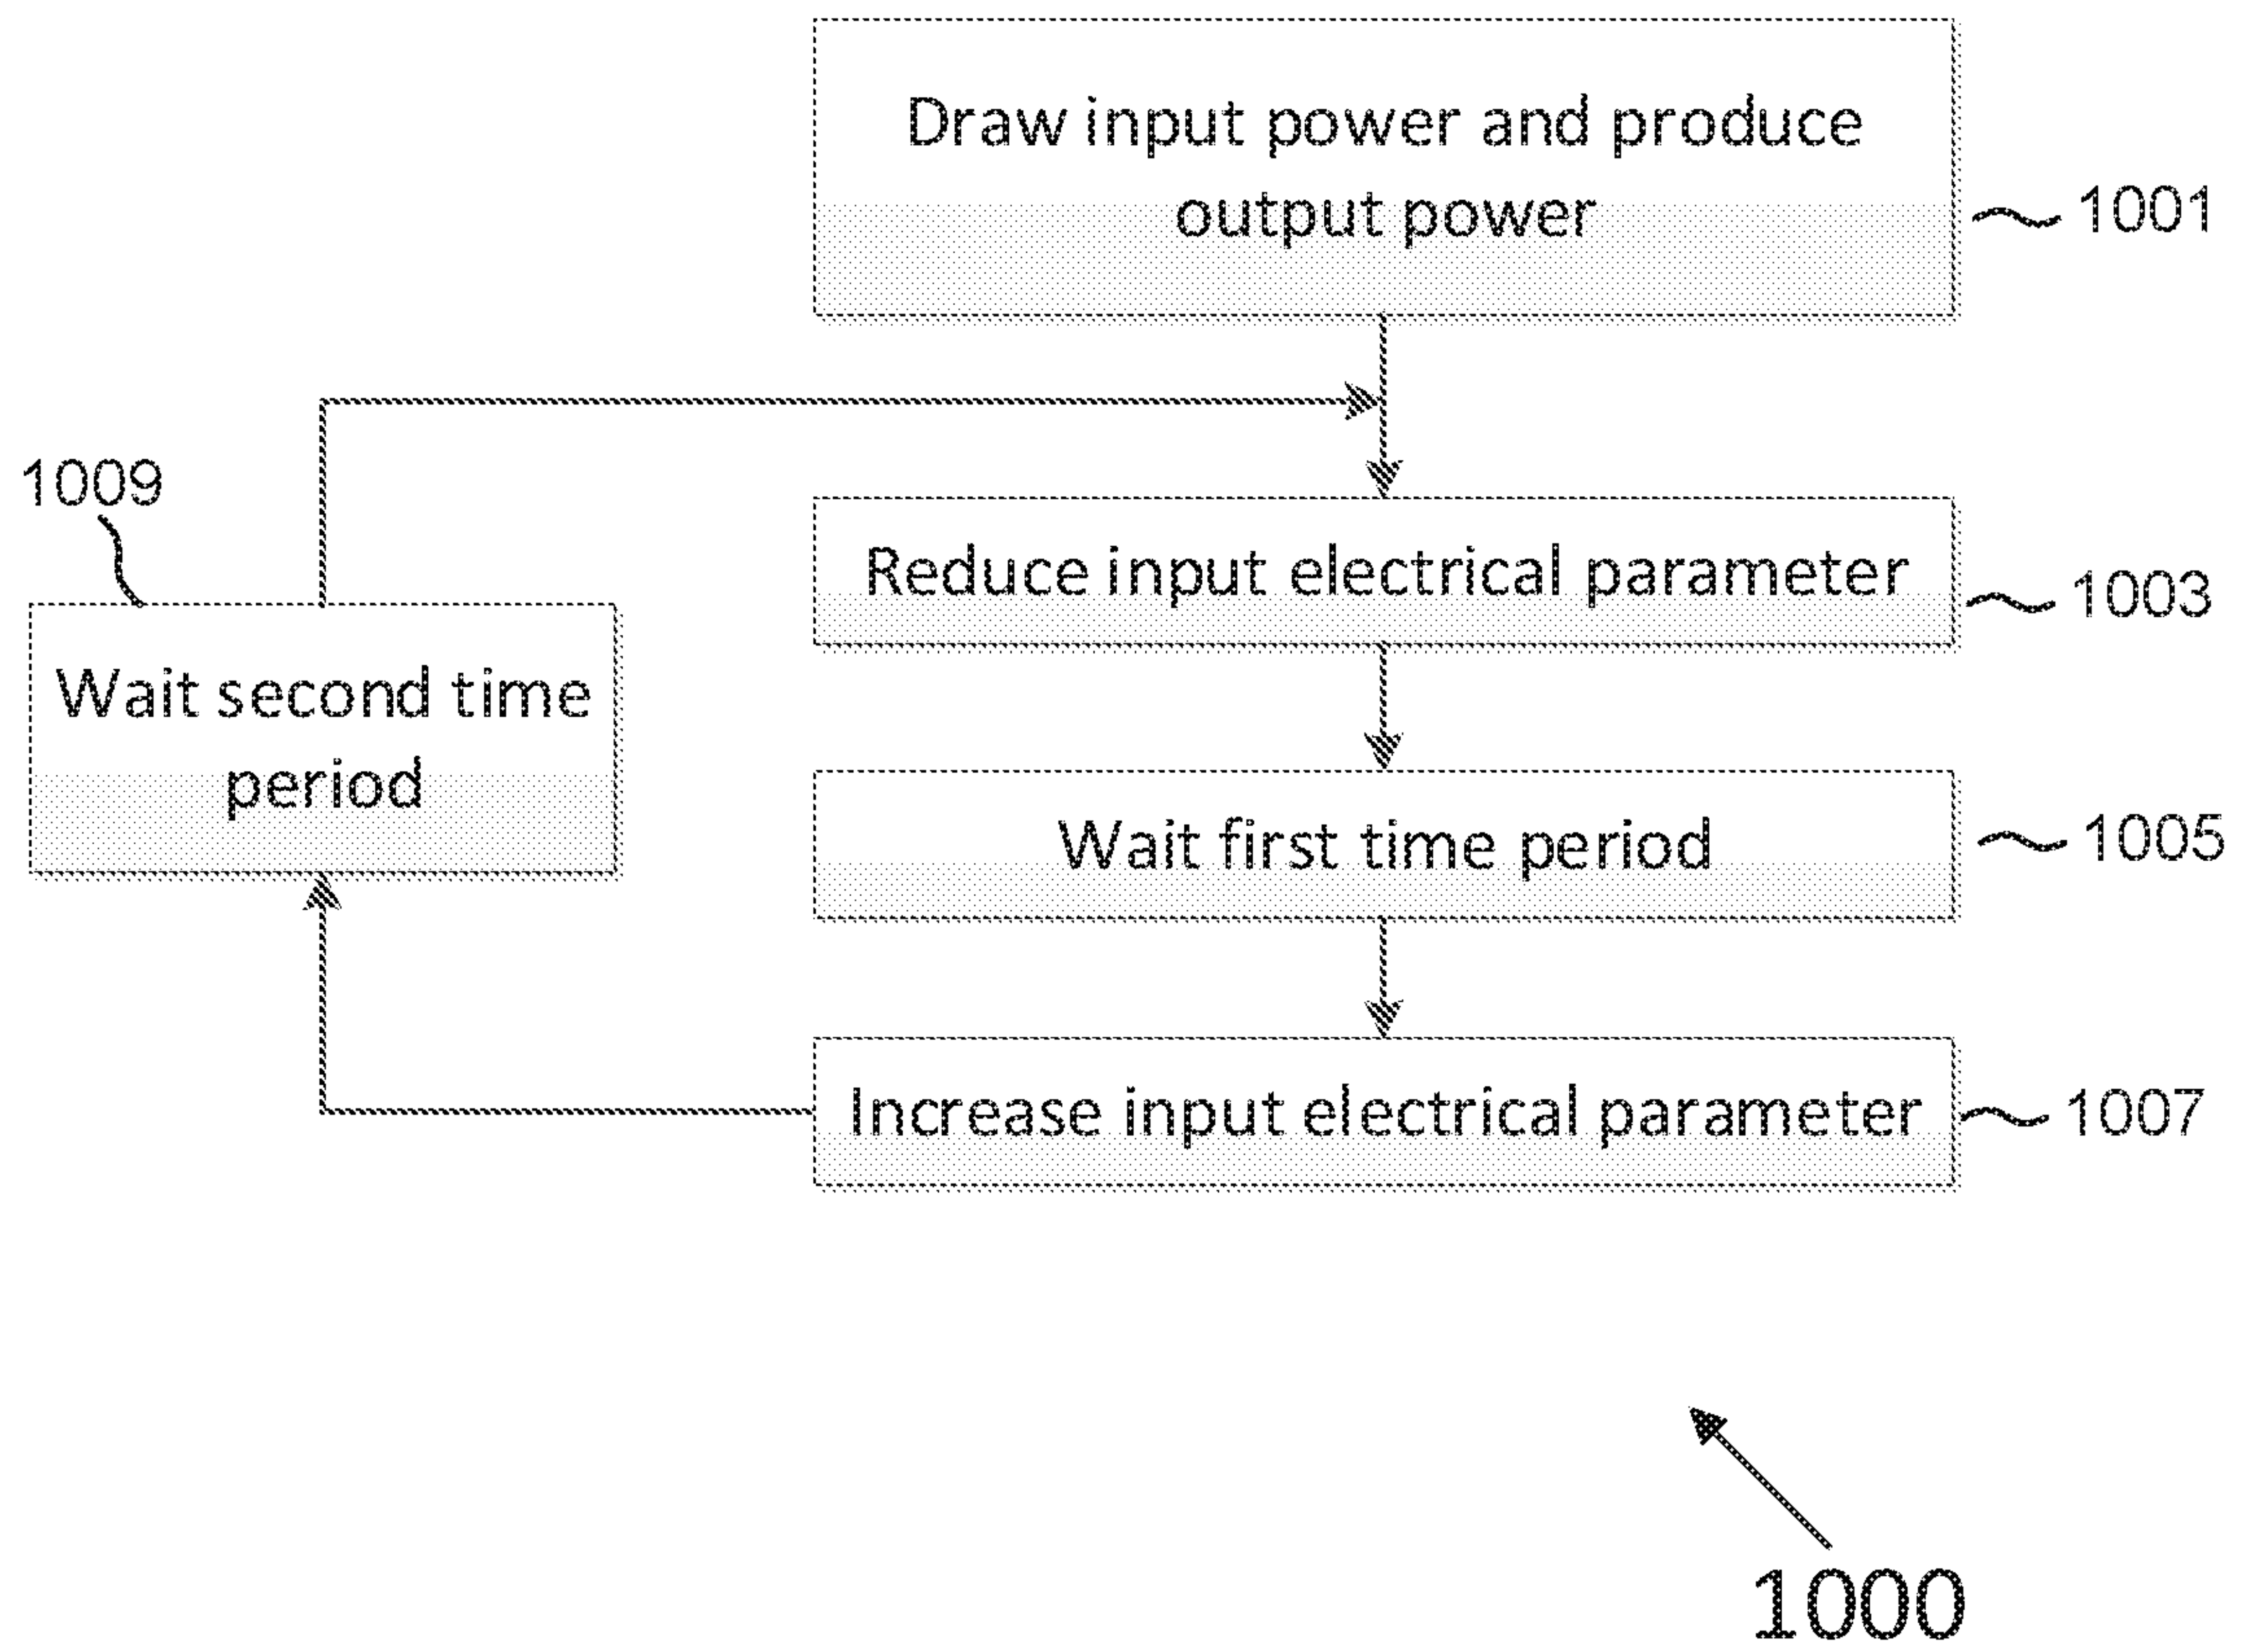 Draw input power and produce
output power
1001
1009
Reduce input electrical parameter
1003
Wait second time
period
Wait first time period
1005
Increase input electrical parameter
1007
1000